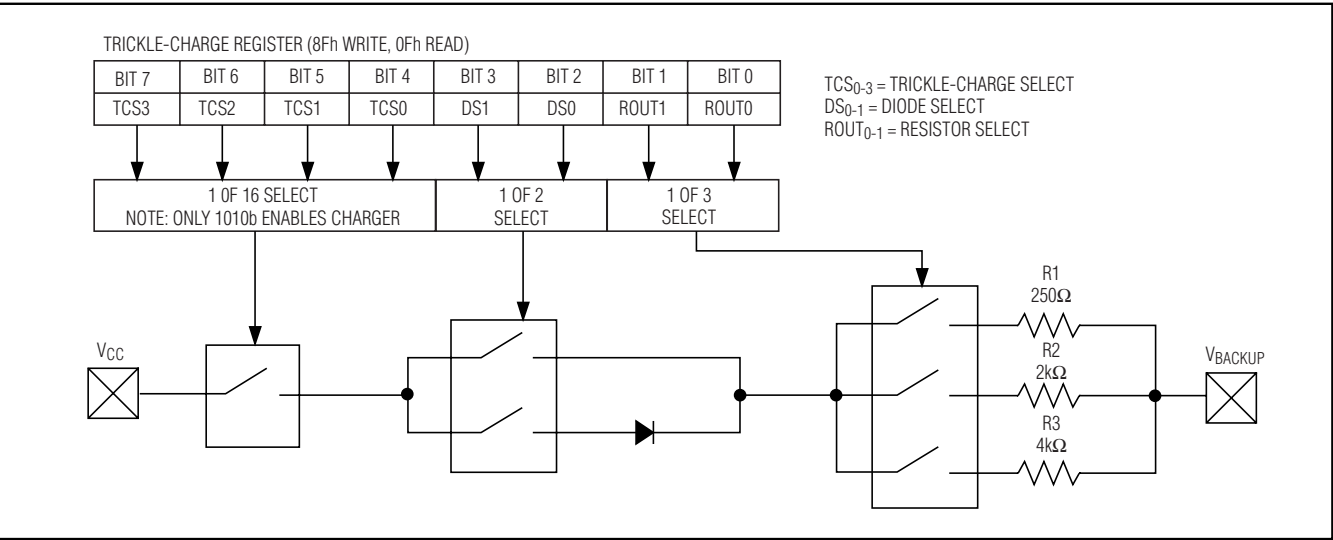 TRICKLE-CHARGE REGISTER (8Fh WRITE, 0Fh READ)
BIT 7 BIT 6 BIT 5 BIT 4 BIT 3 BIT 2 BIT 1 BIT 0
TCS3 TCS2 TCS1 TCS0 DS1 DS0 ROUT1 ROUT0
TCS0-3 = TRICKLE-CHARGE SELECT
DS0-1 = DIODE SELECT
ROUT0-1 = RESISTOR SELECT
1 0F 16 SELECT
NOTE: ONLY 1010b ENABLES CHARGER
1 OF 2
SELECT
1 OF 3
SELECT
R1
250Ω
VCC
R2
2kΩ
VBACKUP
R3
4kΩ